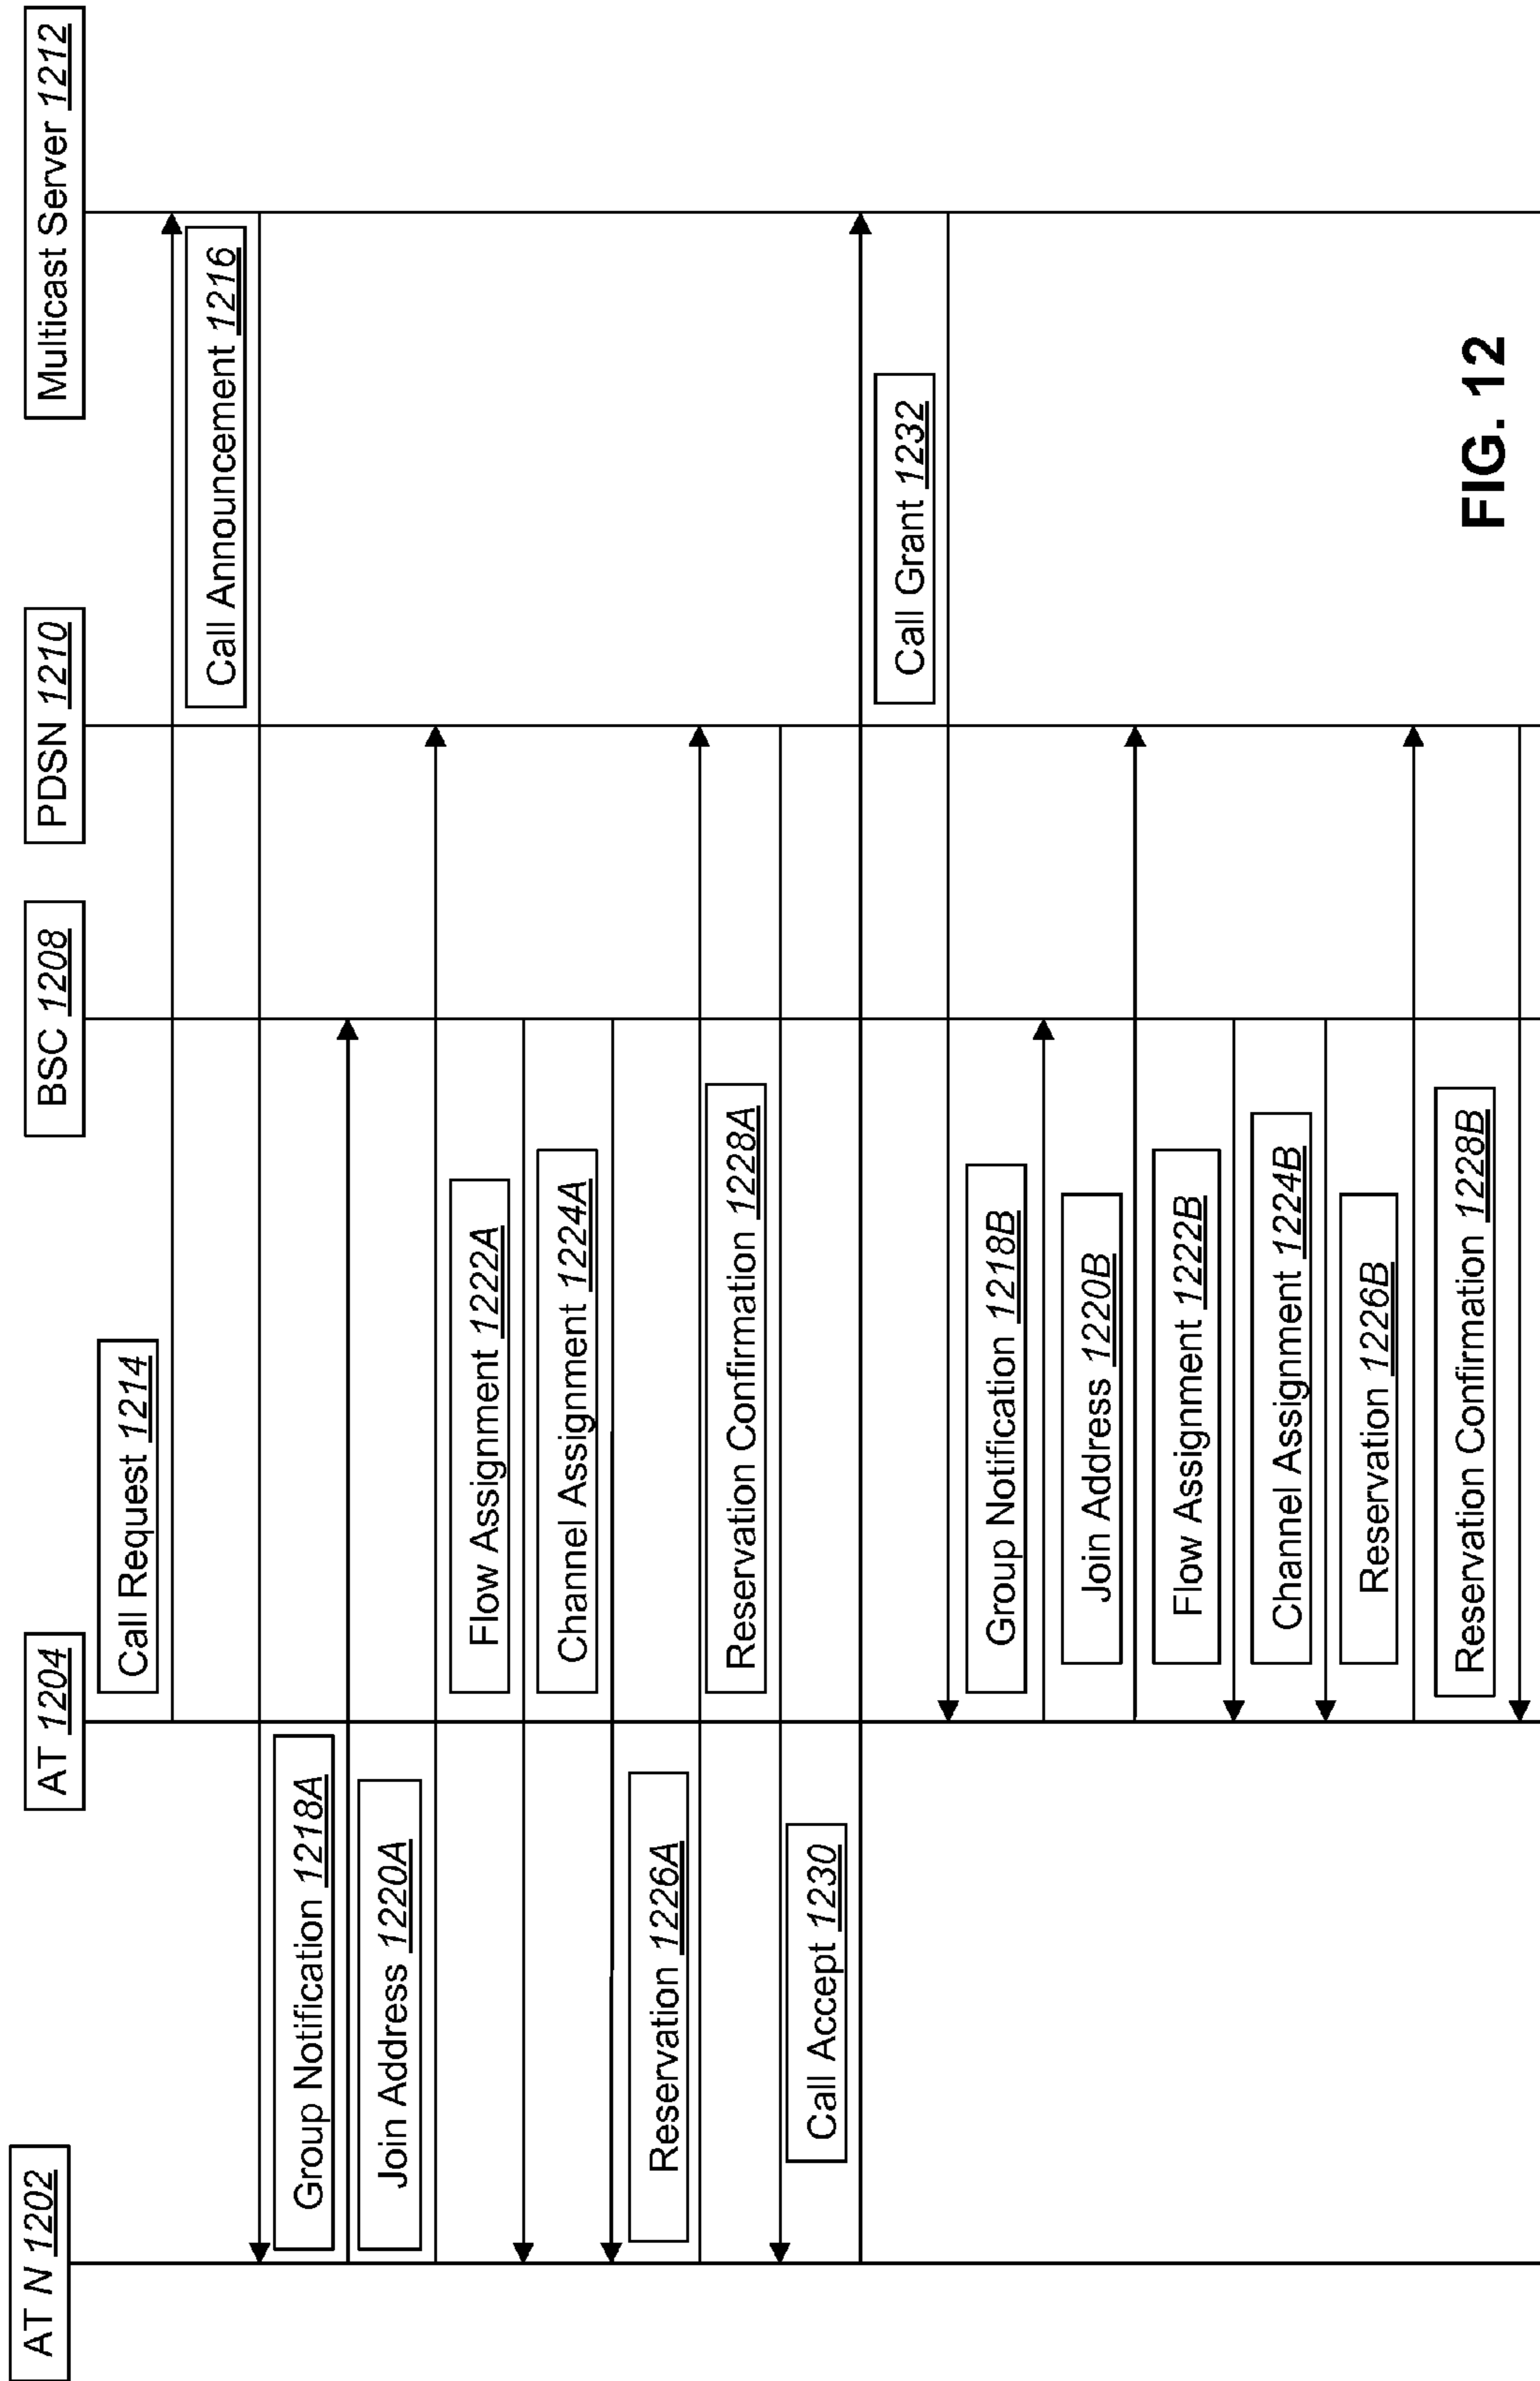 AT N 1202
AT 1204
BSC 1208
PDSN 1210
Multicast Server 1212
Call Request 1214
Call Announcement 1216
Group Notification 1218A
Join Address 1220A
Flow Assignment 1222A
Channel Assignment 1224A
Reservation 1226A
Reservation Confirmation 1228A
Call Accept 1230
Call Grant 1232
Group Notification 1218B
Join Address 1220B
Flow Assignment 1222B
Channel Assignment 1224B
Reservation 1226B
Reservation Confirmation 1228B
FIG. 12